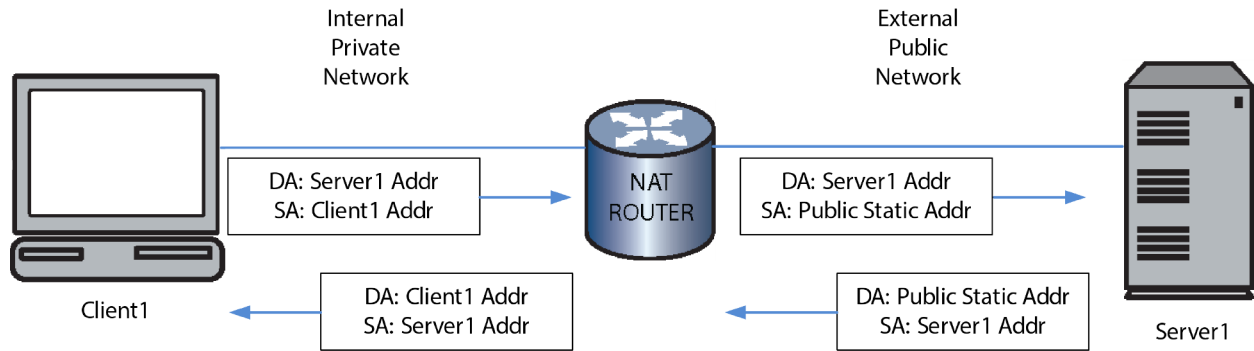 Internal
Private
Network
External
Public
Network
DA: Server1 Addr
SA: Client1 Addr
NAT
ROUTER
DA: Server1 Addr
SA: Public Static Addr
Client1
DA: Client1 Addr
SA: Server1 Addr
DA: Public Static Addr
SA: Server1 Addr
Server1